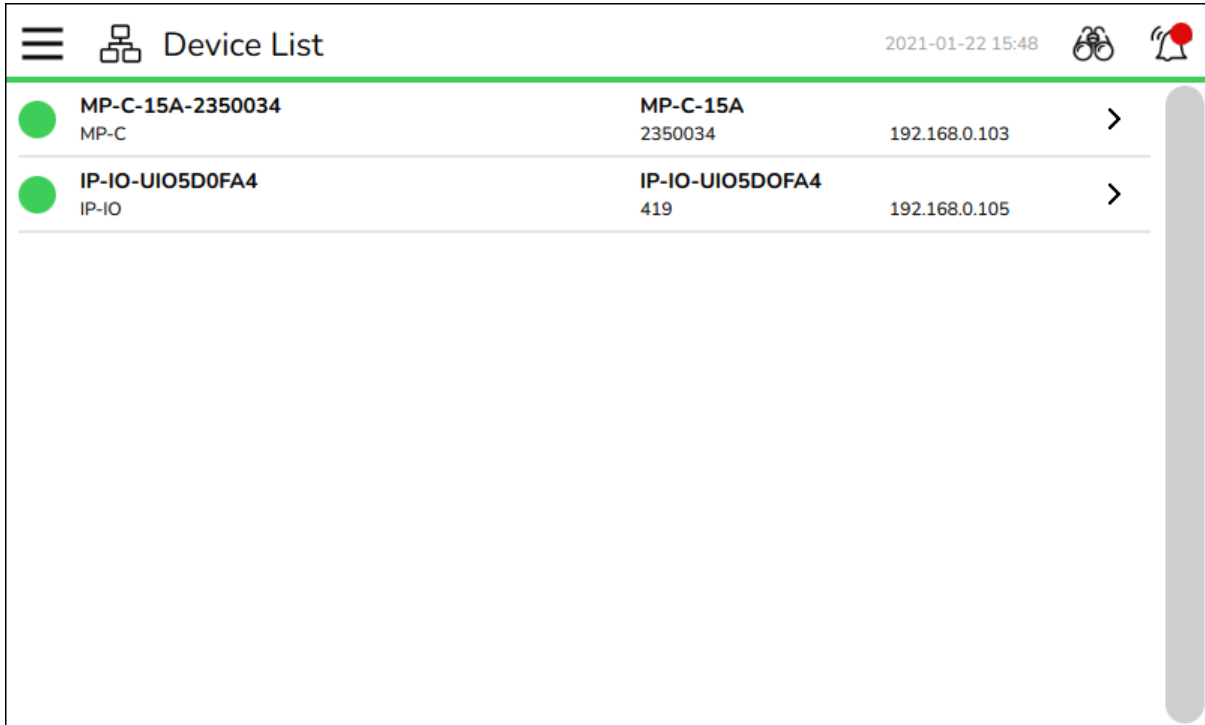 Device List 2021-01-22 15:48
MP-C-15A-2350034 MP-C-15A
MP-C 2350034 192.168.0.103
IP-IO-UIO5D0FA4 IP-IO-UIO5DOFA4
IP-IO 419 192.168.0.105